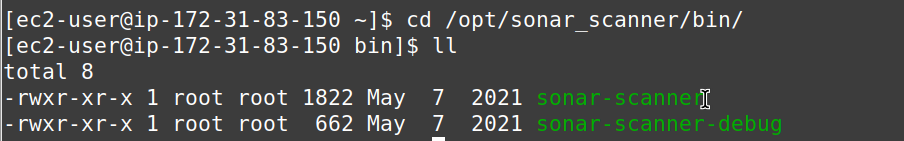 [ec2-user@ip-172-31-83-150 ~]$ cd /opt/sonar_scanner/bin/
[ec2-user@ip-172-31-83-150 bin]$ ll
total 8
-rwxr-xr-x 1 root root 1822 May  7  2021 sonar-scanner
-rwxr-xr-x 1 root root  662 May  7  2021 sonar-scanner-debug